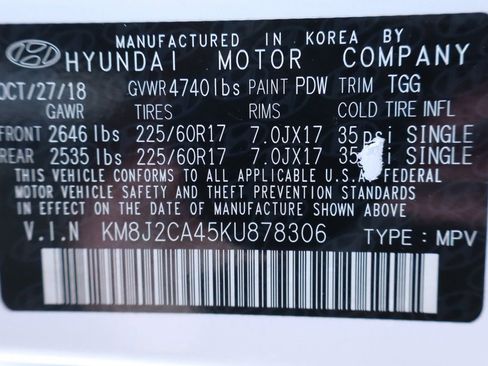 MANUFACTURED IN KOREA BY
HYUNDAI MOTOR COMPANY
OCT/27/18 GVWR 4740 lbs PAINT PDW TRIM TGG
GAWR TIRES RIMS COLD TIRE INFL
FRONT 2646 lbs 225/60R17 7.0JX17 35 psi SINGLE
REAR 2535 lbs 225/60R17 7.0JX17 35 SINGLE
THIS VEHICLE CONFORMS TO ALL APPLICABLE U.S.A. FEDERAL
MOTOR VEHICLE SAFETY AND THEFT PREVENTION STANDARDS
IN EFFECT ON THE DATE OF MANUFACTURE SHOWN ABOVE.
V.I.N KM8J2CA45KU878306 TYPE : MPV